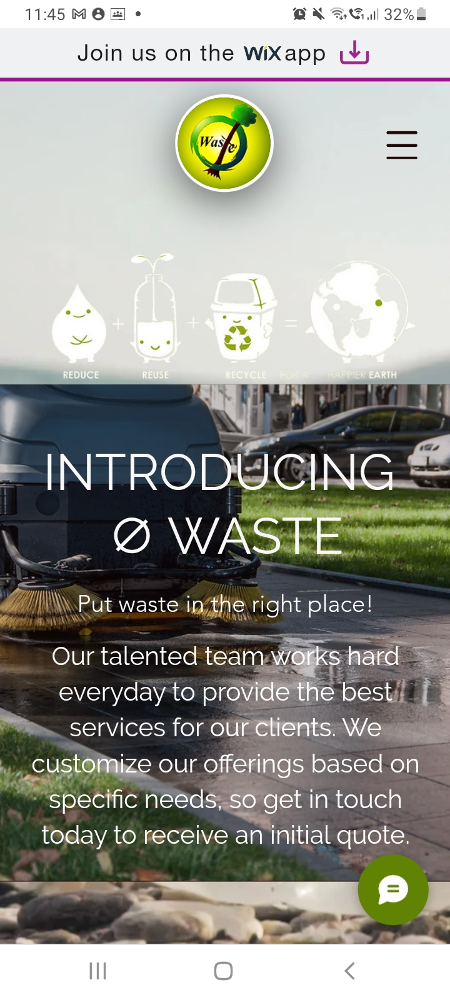 11:45
32%
Join us on the WiX app
Waste
REDUCE + REUSE + RECYCLE = FOR A HAPPIER EARTH
INTRODUCING
Ø WASTE
Put waste in the right place!
Our talented team works hard
everyday to provide the best
services for our clients. We
customize our offerings based on
specific needs, so get in touch
today to receive an initial quote.